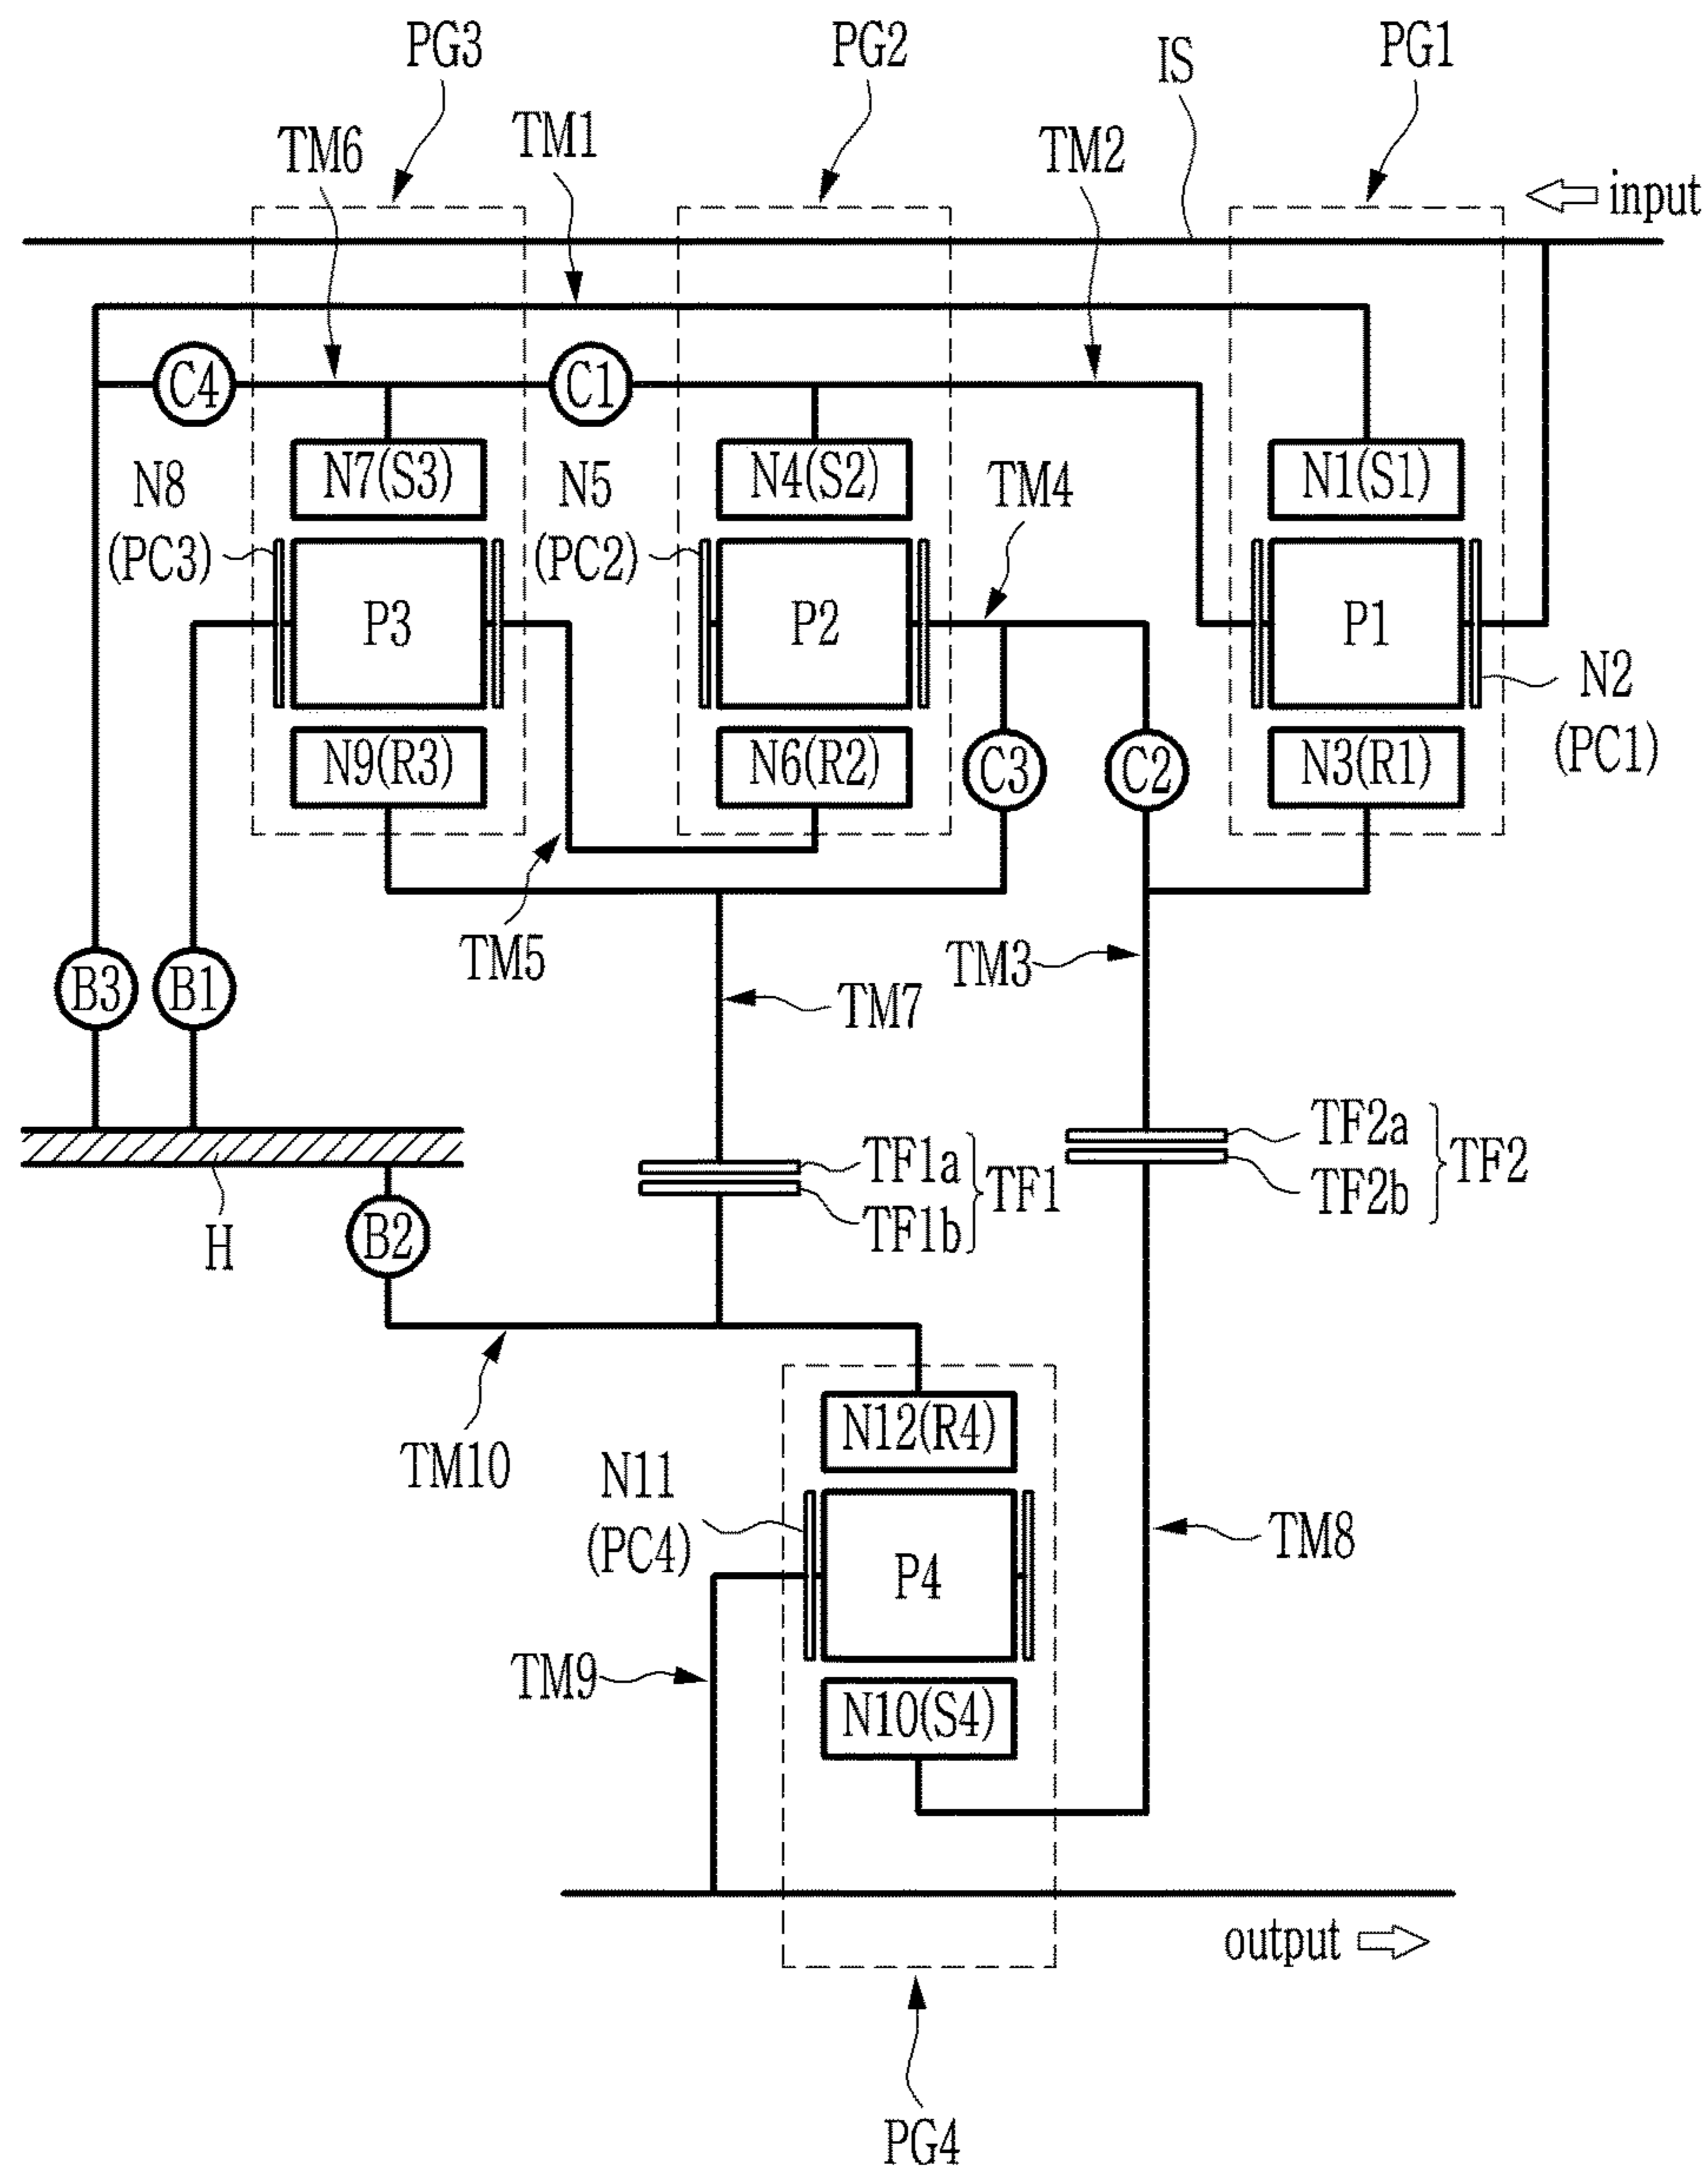 PG3
PG2
IS
PG1
TM6
TM1
TM2
input
C4
C1
N8
(PC3)
N7(S3)
N5
(PC2)
N4(S2)
TM4
N1(S1)
P3
P2
P1
N2
(PC1)
N9(R3)
N6(R2)
C3
C2
N3(R1)
TM5
TM3
B3
B1
TM7
TF1a
TF1b
TF1
TF2a
TF2b
TF2
H
B2
TM10
N12(R4)
N11
(PC4)
P4
TM8
TM9
N10(S4)
output
PG4